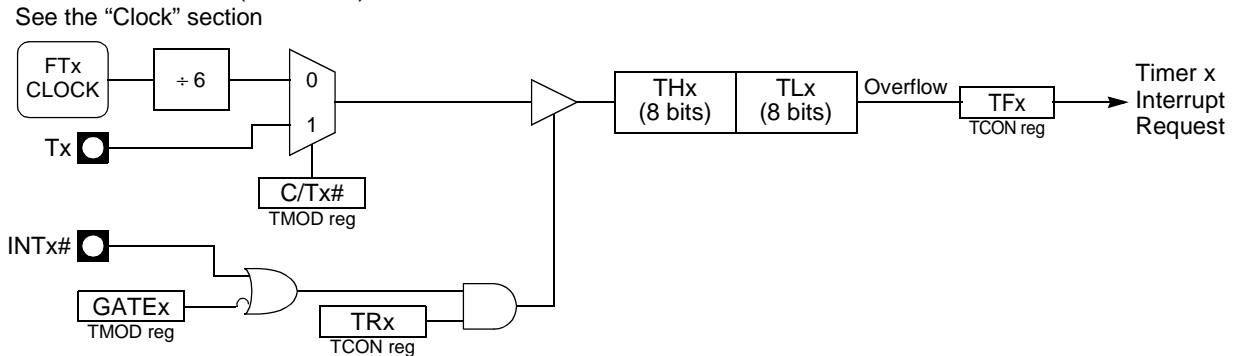 See the “Clock” section
FTx
CLOCK
÷ 6
0
1
Tx
C/Tx#
TMOD reg
THx
(8 bits)
TLx
(8 bits)
Overflow
TFx
TCON reg
Timer x
Interrupt
Request
INTx#
GATEx
TMOD reg
TRx
TCON reg